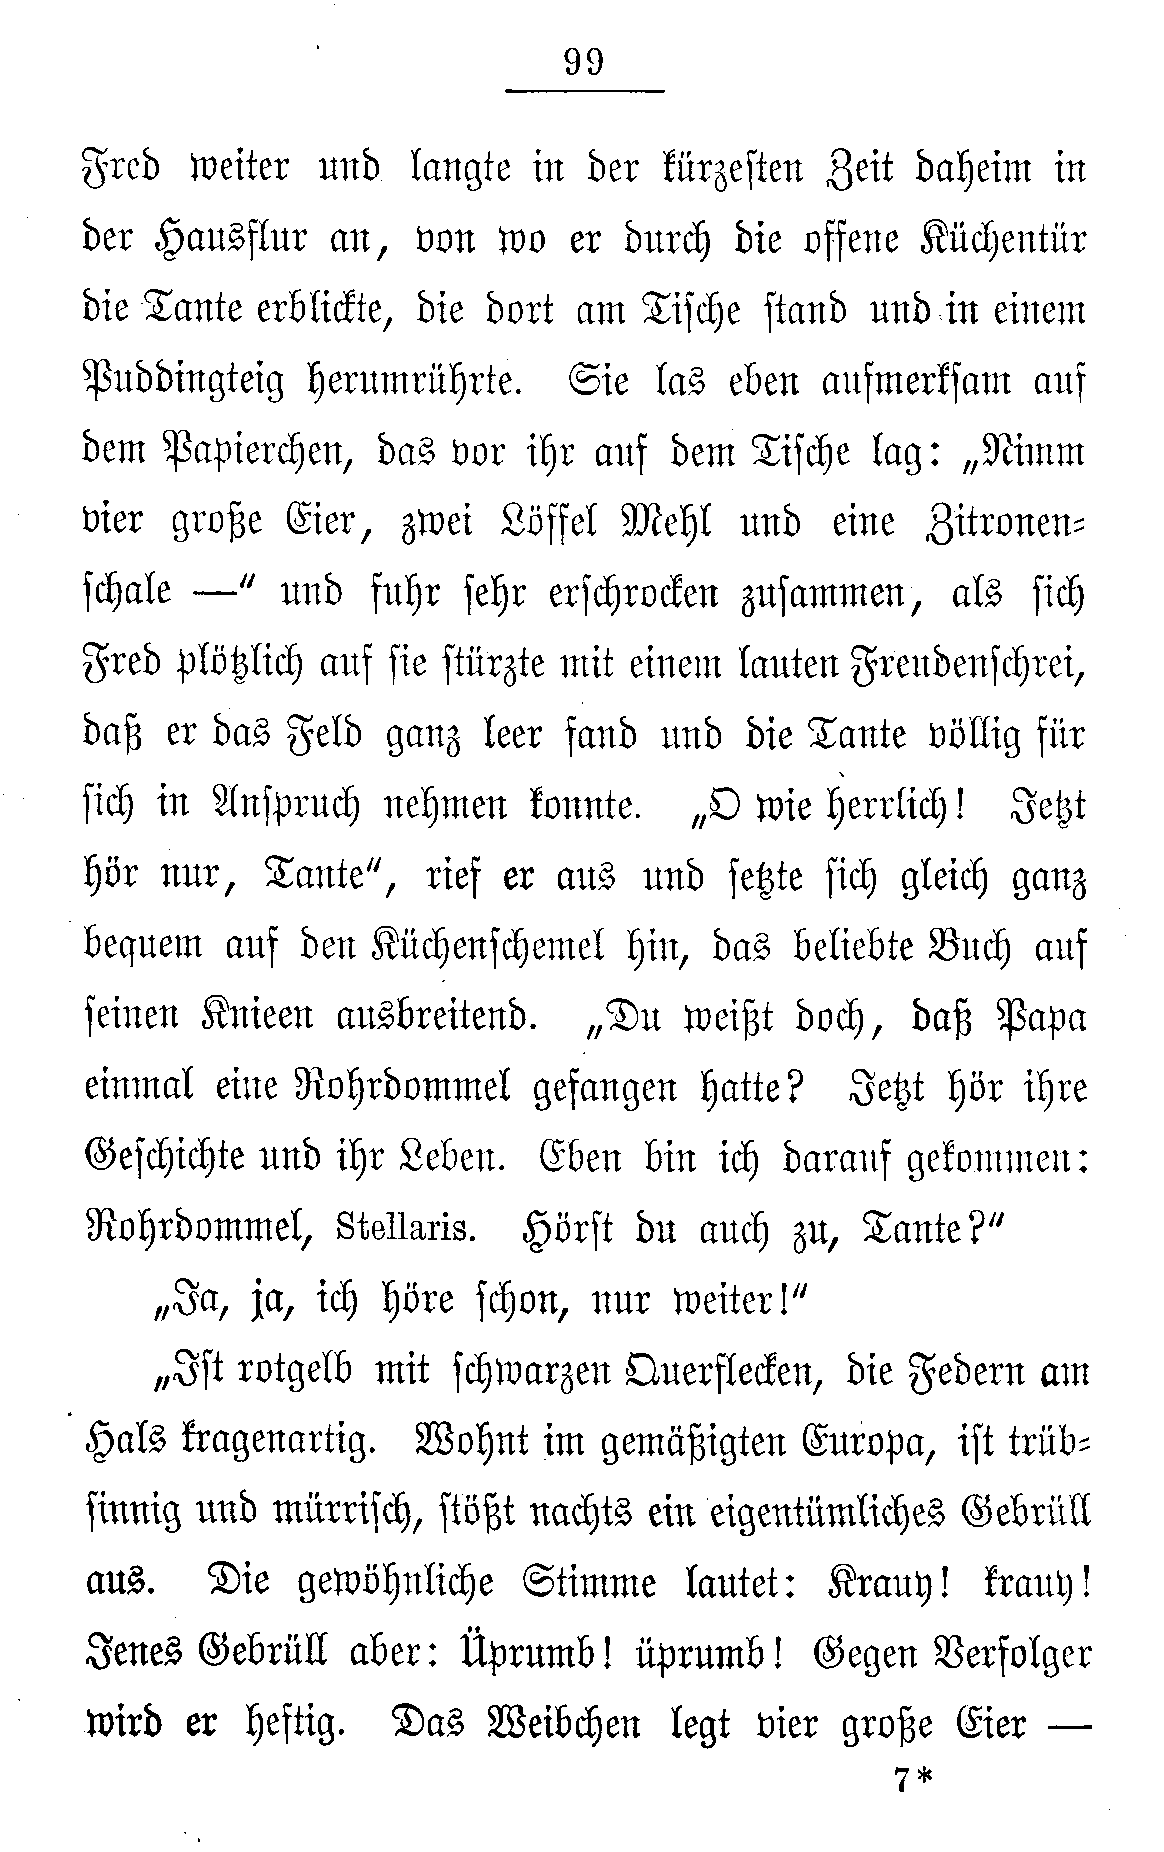 99
Fred weiter und langte in der kürzesten Zeit daheim in
der Hausflur an, von wo er durch die offene Küchentür
die Tante erblickte, die dort am Tische stand und in einem
Puddingteig herumrührte. Sie las eben aufmerksam auf
dem Papierchen, das vor ihr auf dem Tische lag: „Nimm
vier große Eier, zwei Löffel Mehl und eine Zitronen-
schale —“ und fuhr sehr erschrocken zusammen, als sich
Fred plötzlich auf sie stürzte mit einem lauten Freudenschrei,
daß er das Feld ganz leer fand und die Tante völlig für
sich in Anspruch nehmen konnte. „O wie herrlich! Jetzt
hör nur, Tante“, rief er aus und setzte sich gleich ganz
bequem auf den Küchenschemel hin, das beliebte Buch auf
seinen Knieen ausbreitend. „Du weißt doch, daß Papa
einmal eine Rohrdommel gefangen hatte? Jetzt hör ihre
Geschichte und ihr Leben. Eben bin ich darauf gekommen:
Rohrdommel, Stellaris. Hörst du auch zu, Tante?“
„Ja, ja, ich höre schon, nur weiter!“
„Ist rotgelb mit schwarzen Querflecken, die Federn am
Hals kragenartig. Wohnt im gemäßigten Europa, ist trüb-
sinnig und mürrisch, stößt nachts ein eigentümliches Gebrüll
aus. Die gewöhnliche Stimme lautet: Krauy! krauy!
Jenes Gebrüll aber: Üprumb! üprumb! Gegen Verfolger
wird er heftig. Das Weibchen legt vier große Eier —
7*